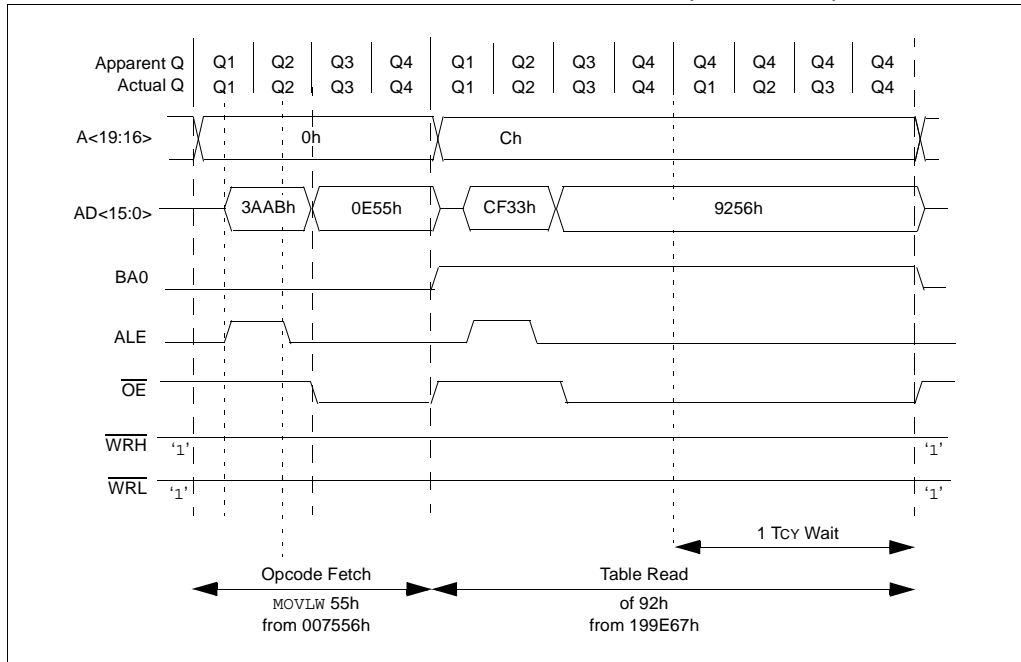 Apparent Q Q1 Q2 Q3 Q4 Q1 Q2 Q3 Q4 Q4 Q4 Q4 Q4
Actual Q Q1 Q2 Q3 Q4 Q1 Q2 Q3 Q4 Q1 Q2 Q3 Q4
A<19:16> 0h Ch
AD<15:0> 3AABh 0E55h CF33h 9256h
BA0
ALE
OE
WRH '1' '1'
WRL '1' '1'
1 TCY Wait
Opcode Fetch Table Read
MOVLW 55h of 92h
from 007556h from 199E67h